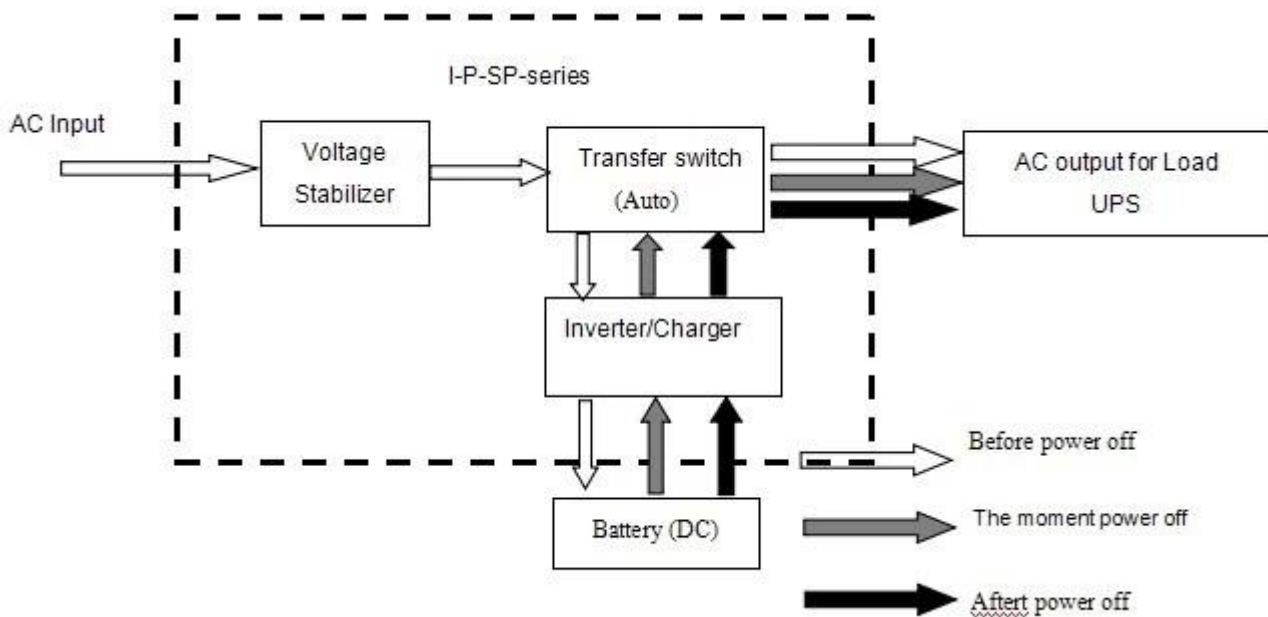 I-P-SP-series
AC Input
Voltage
Stabilizer
Transfer switch
(Auto)
AC output for Load
UPS
Inverter/Charger
Battery (DC)
Before power off
The moment power off
Aftert power off